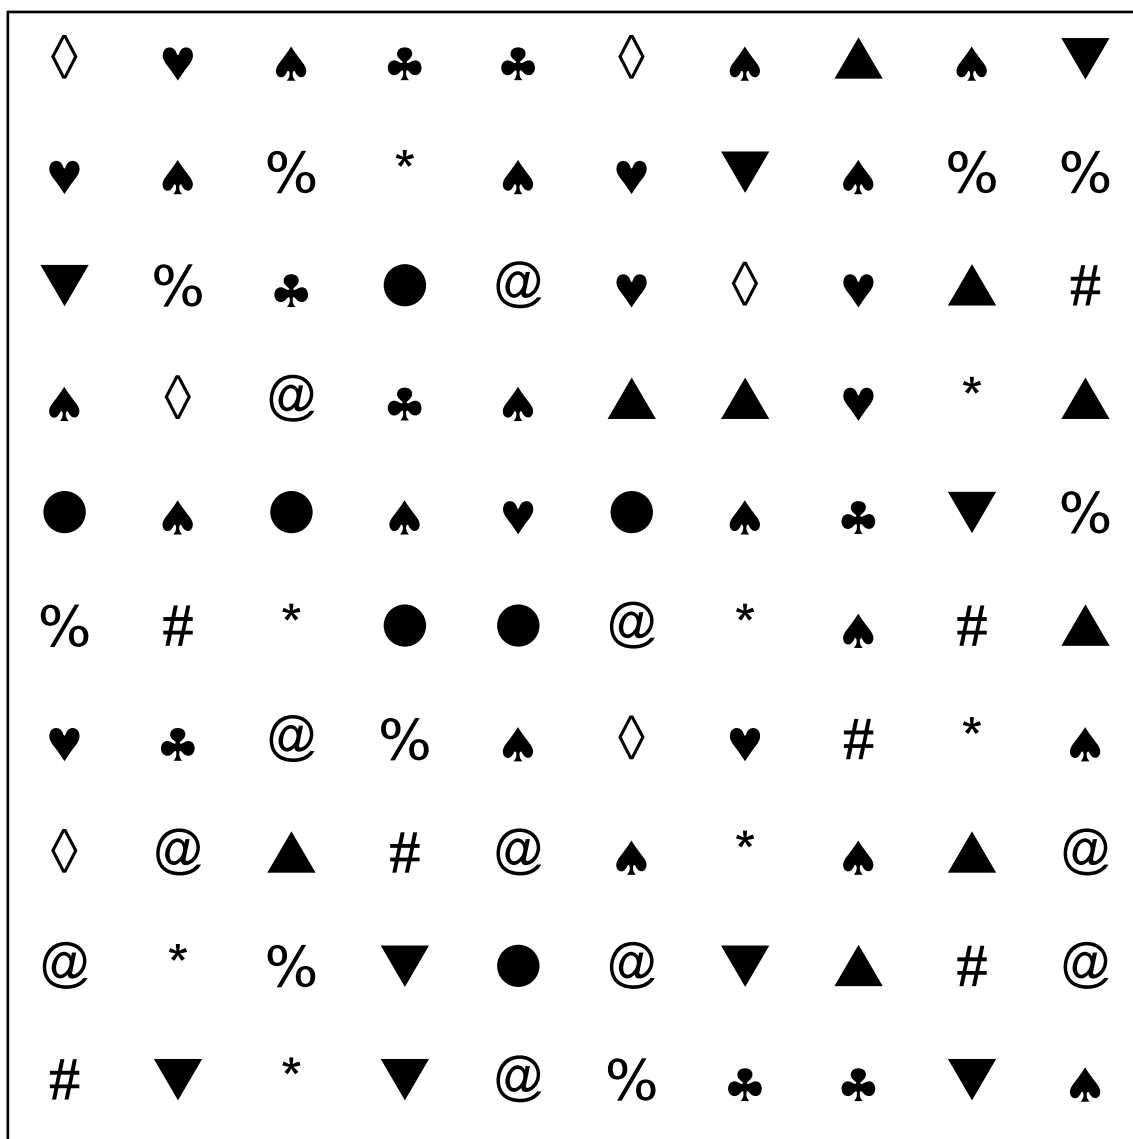 ◊ ♥ ♠ ♣ ♣ ◊ ♠ ▲ ♠ ▼
♥ ♠ % * ♠ ♥ ▼ ♠ % %
▼ % ♣ ● @ ♥ ◊ ♥ ▲ #
♠ ◊ @ ♣ ♠ ▲ ▲ ♥ * ▲
● ♠ ● ♠ ♥ ● ♠ ♣ ▼ %
% # * ● ● @ * ♠ # ▲
♥ ♣ @ % ♠ ◊ ♥ # * ♠
◊ @ ▲ # @ ♠ * ♠ ▲ @
@ * % ▼ ● @ ▼ ▲ # @
# ▼ * ▼ @ % ♣ ♣ ▼ ♠